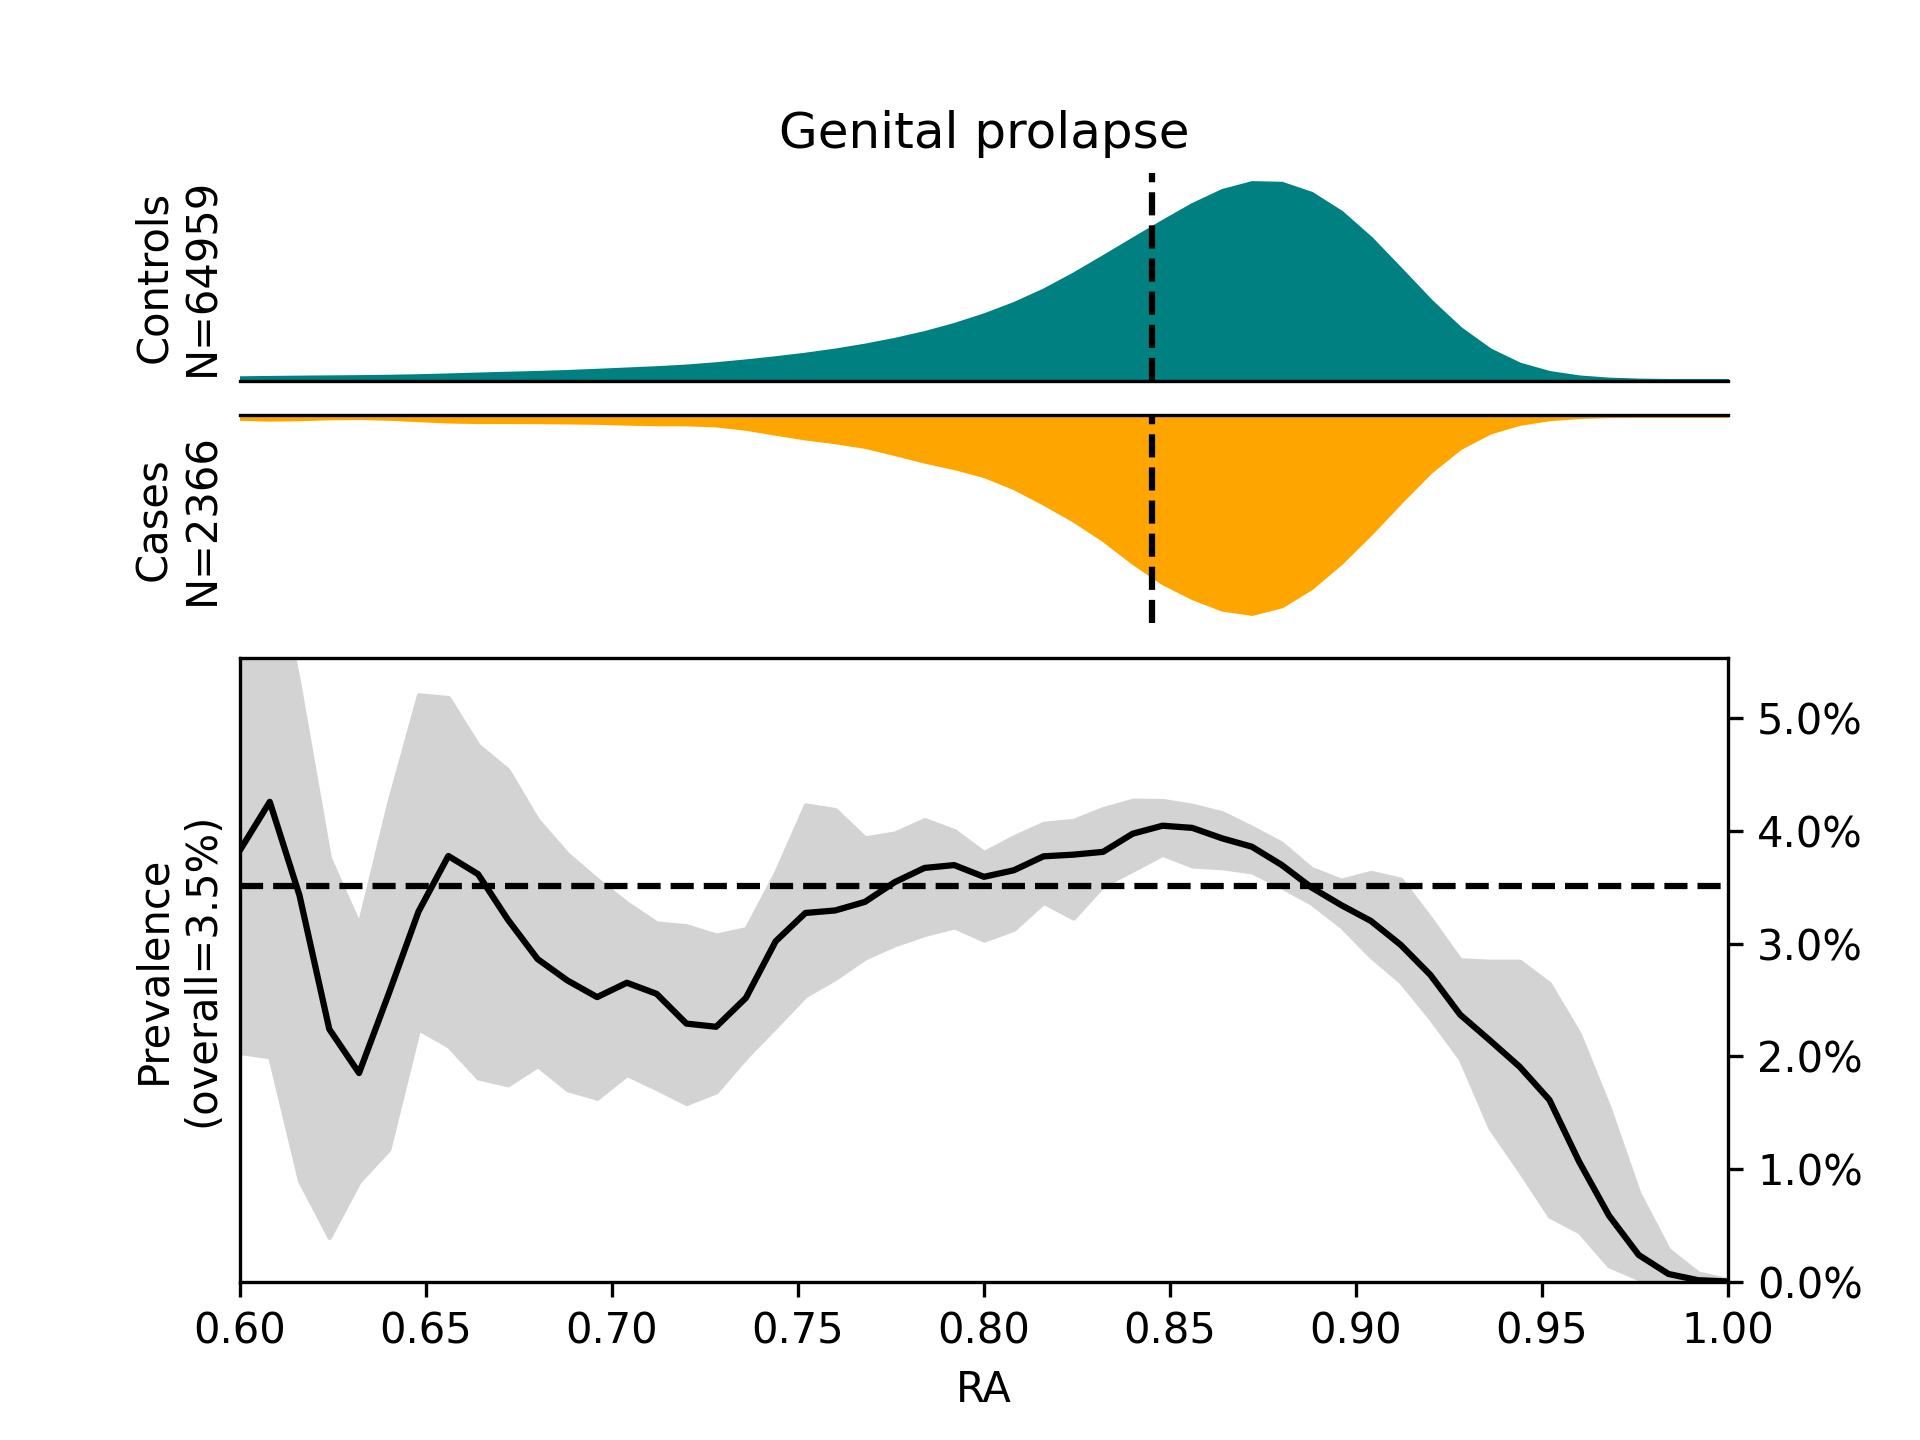 Genital prolapse
Controls
N=64959
Cases
N=2366
Prevalence
(overall=3.5%)
5.0%
4.0%
3.0%
2.0%
1.0%
0.0%
0.60 0.65 0.70 0.75 0.80 0.85 0.90 0.95 1.00
RA